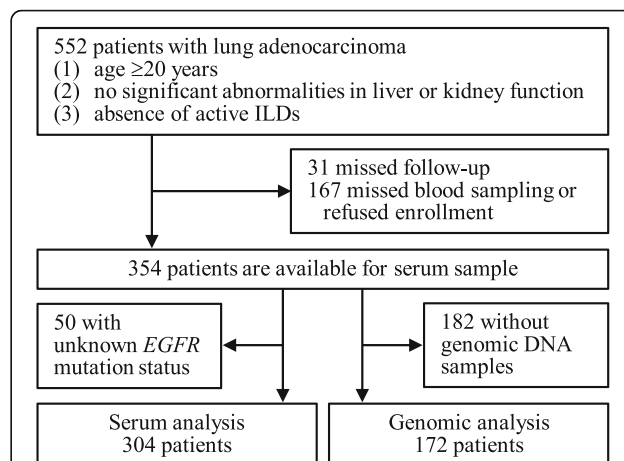 552 patients with lung adenocarcinoma
(1) age ≥20 years
(2) no significant abnormalities in liver or kidney function
(3) absence of active ILDs
31 missed follow-up
167 missed blood sampling or
refused enrollment
354 patients are available for serum sample
50 with
unknown EGFR
mutation status
182 without
genomic DNA
samples
Serum analysis
304 patients
Genomic analysis
172 patients